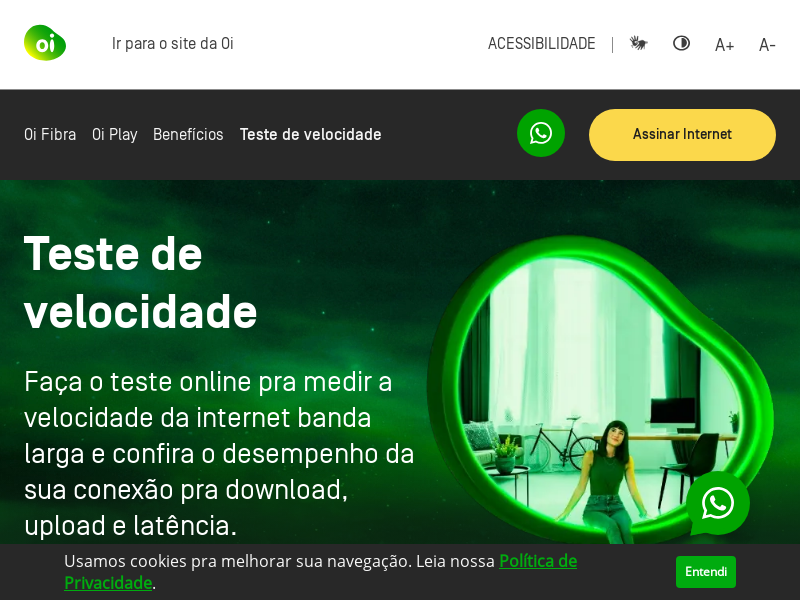 oi
Ir para o site da Oi
ACESSIBILIDADE
A+
A-
Oi Fibra
Oi Play
Benefícios
Teste de velocidade
Assinar Internet
Teste de
velocidade
Faça o teste online pra medir a
velocidade da internet banda
larga e confira o desempenho da
sua conexão pra download,
upload e latência.
Usamos cookies pra melhorar sua navegação. Leia nossa Política de
Privacidade.
Entendi